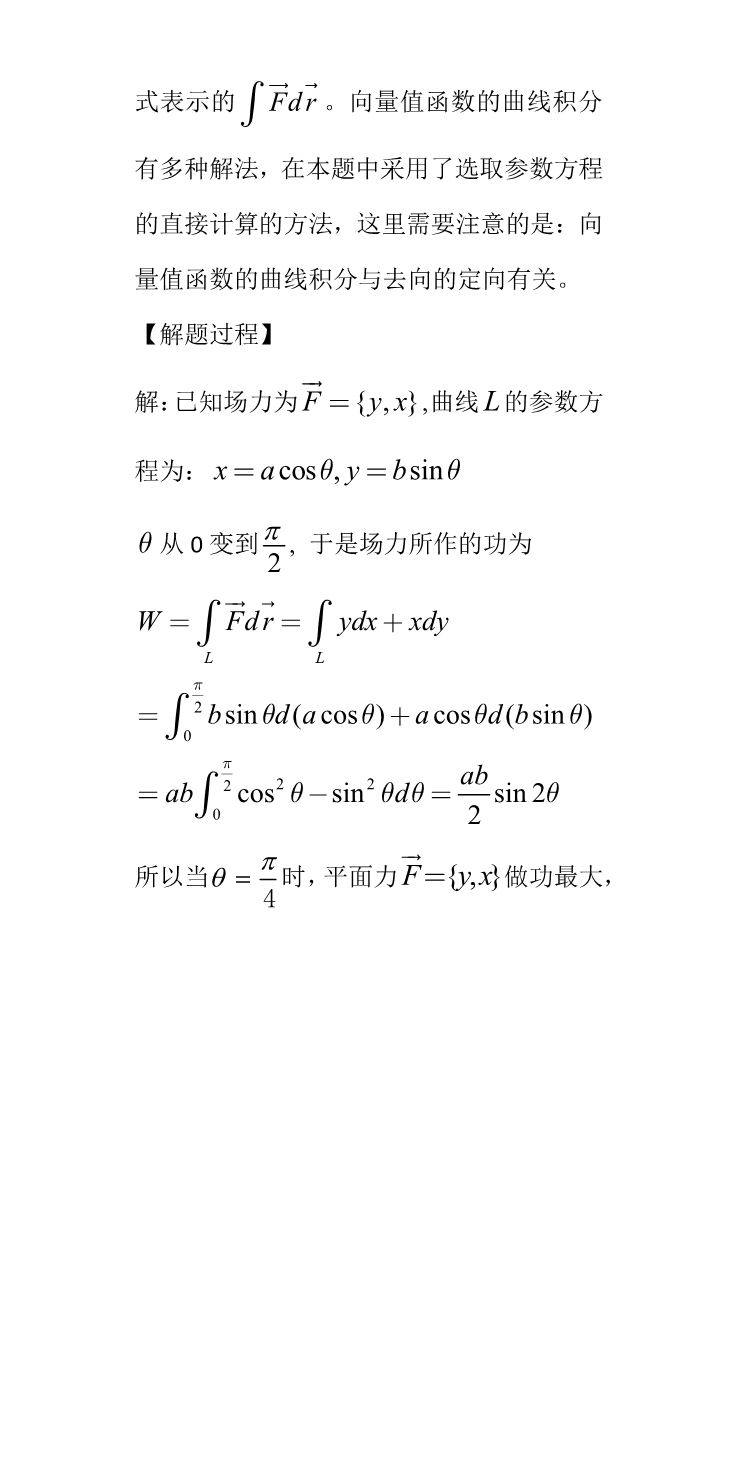 式表示的 $\int \vec{F}d\vec{r}$ 。向量值函数的曲线积分
有多种解法，在本题中采用了选取参数方程
的直接计算的方法，这里需要注意的是：向
量值函数的曲线积分与去向的定向有关。
【解题过程】
解：已知场力为 $\vec{F}=\{y,x\}$ ,曲线 $L$ 的参数方
程为： $x=a\cos\theta, y=b\sin\theta$
$\theta$ 从 0 变到 $\frac{\pi}{2}$, 于是场力所作的功为
$W=\int_{L}\vec{F}d\vec{r}=\int_{L}ydx+xdy$
$=\int_{0}^{\frac{\pi}{2}}b\sin\theta d(a\cos\theta)+a\cos\theta d(b\sin\theta)$
$=ab\int_{0}^{\frac{\pi}{2}}\cos^{2}\theta-\sin^{2}\theta d\theta=\frac{ab}{2}\sin2\theta$
所以当 $\theta=\frac{\pi}{4}$ 时，平面力 $\vec{F}=\{y,x\}$ 做功最大，